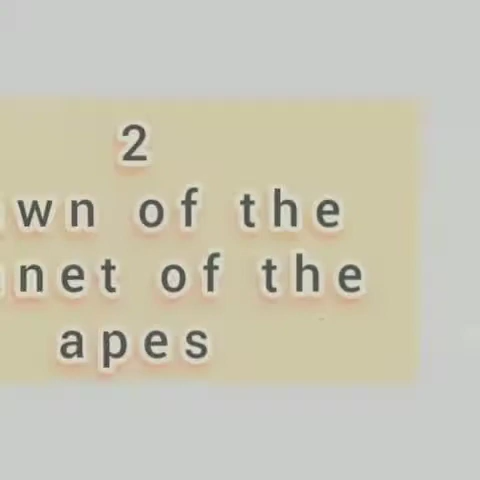 2
wn of the
net of the
apes